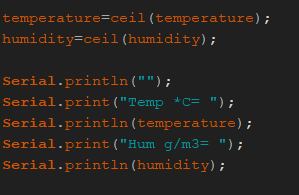 temperature=ceil(temperature);
humidity=ceil(humidity);
Serial.println("");
Serial.print("Temp *C= ");
Serial.println(temperature);
Serial.print("Hum g/m3= ");
Serial.println(humidity);